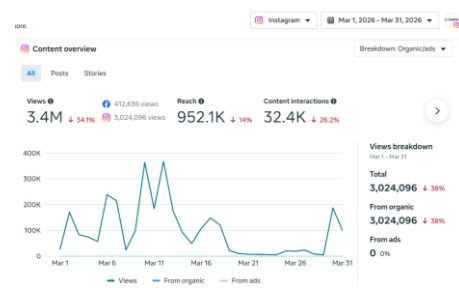 ore.
Instagram
Mar 1, 2026 – Mar 31, 2026
Content overview
Breakdown: Organic/ads
All Posts Stories
Views
3.4M ↓ 34.1%
412,636 views
3,024,096 views
Reach
952.1K ↓ 14%
Content interactions
32.4K ↓ 26.2%
400K
300K
200K
100K
0
Mar 1 Mar 6 Mar 11 Mar 16 Mar 21 Mar 26 Mar 31
Views From organic From ads
Views breakdown
Mar 1 – Mar 31
Total
3,024,096 ↓ 38%
From organic
3,024,096 ↓ 38%
From ads
0 0%